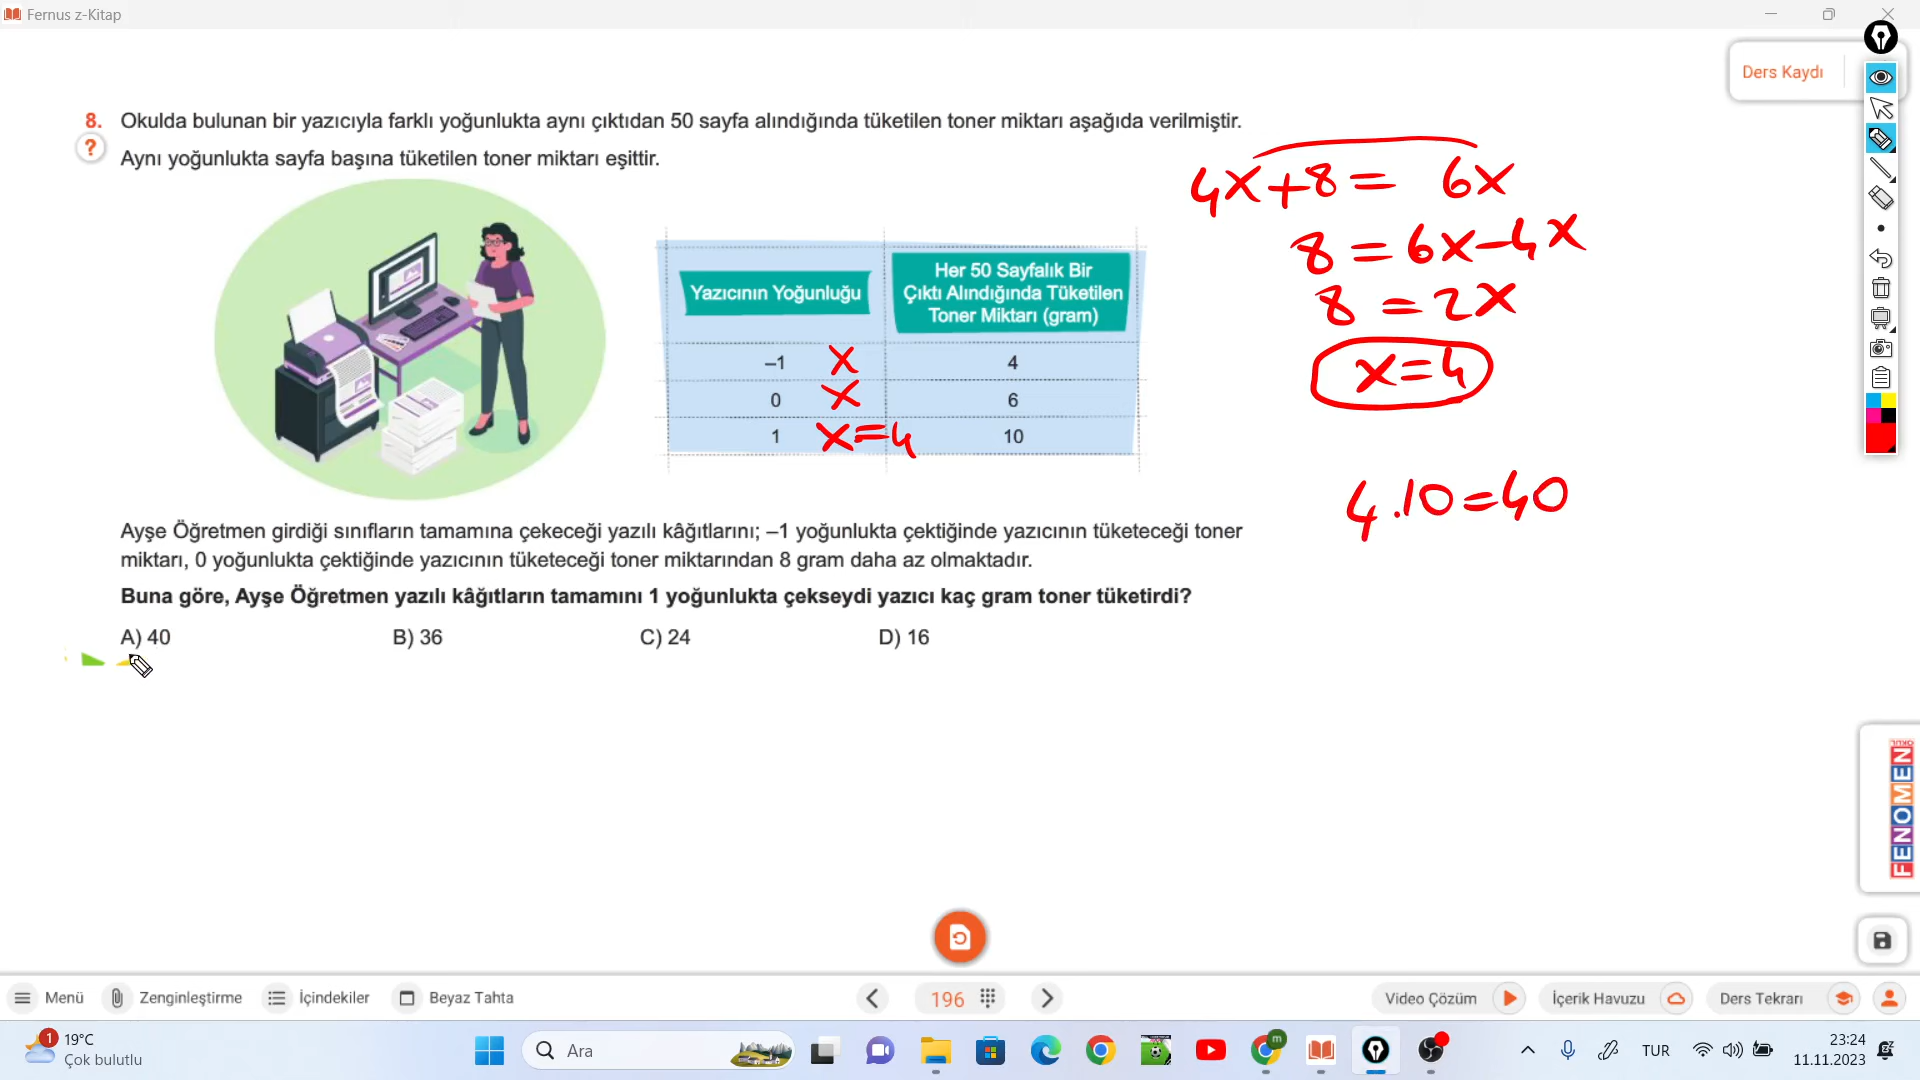 Fernus z-Kitap
Ders Kaydı
8. Okulda bulunan bir yazıcıyla farklı yoğunlukta aynı çıktıdan 50 sayfa alındığında tüketilen toner miktarı aşağıda verilmiştir.
? Aynı yoğunlukta sayfa başına tüketilen toner miktarı eşittir.
Yazıcının Yoğunluğu
Her 50 Sayfalık Bir
Çıktı Alındığında Tüketilen
Toner Miktarı (gram)
–1 x 4
0 x 6
1 x=4 10
4x+8= 6x
8 = 6x-4x
8 = 2x
x=4
4.10=40
Ayşe Öğretmen girdiği sınıfların tamamına çekeceği yazılı kâğıtlarını; –1 yoğunlukta çektiğinde yazıcının tüketeceği toner
miktarı, 0 yoğunlukta çektiğinde yazıcının tüketeceği toner miktarından 8 gram daha az olmaktadır.
Buna göre, Ayşe Öğretmen yazılı kâğıtların tamamını 1 yoğunlukta çekseydi yazıcı kaç gram toner tüketirdi?
A) 40 B) 36 C) 24 D) 16
FENOMEN
OKUL
Menü Zenginleştirme İçindekiler Beyaz Tahta 196 Video Çözüm İçerik Havuzu Ders Tekrarı
1 19°C
Çok bulutlu
Ara
m
TUR
23:24
11.11.2023